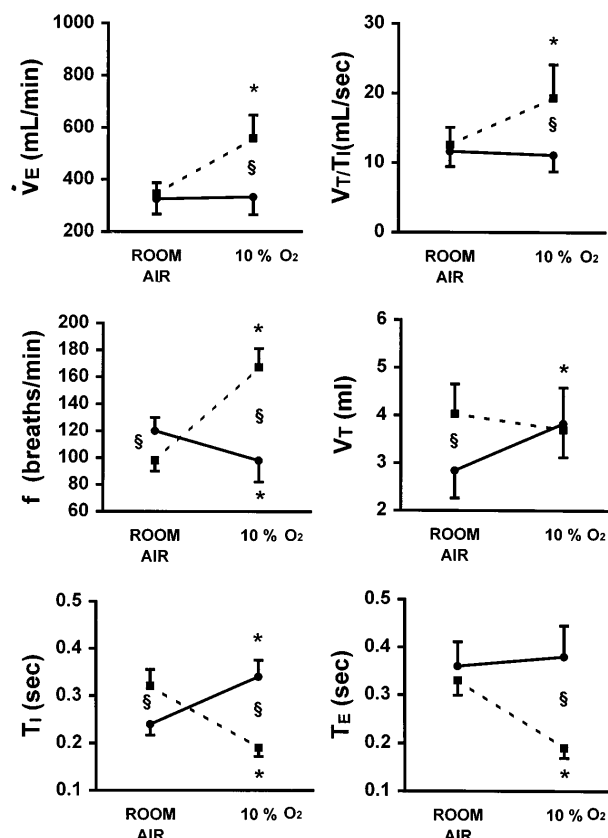 V̇E (mL/min)
1000
800
600
400
200
*
§
ROOM
AIR
10 % O2
VT/TI(mL/sec)
30
20
10
0
*
§
ROOM
AIR
10 % O2
f (breaths/min)
200
180
160
140
120
100
80
60
*
§
§
*
ROOM
AIR
10 % O2
VT (ml)
6
5
4
3
2
*
§
ROOM
AIR
10 % O2
TI (sec)
0.5
0.4
0.3
0.2
0.1
*
§
§
*
ROOM
AIR
10 % O2
TE (sec)
0.5
0.4
0.3
0.2
0.1
§
*
ROOM
AIR
10 % O2